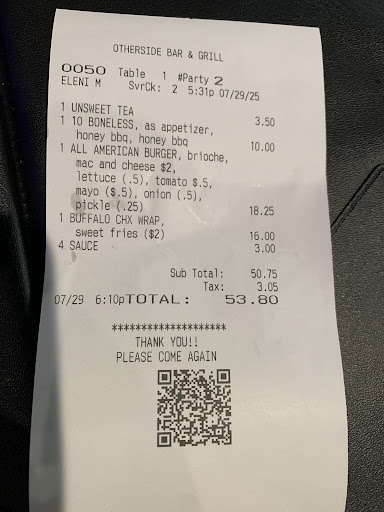 OTHERSIDE BAR & GRILL
0050 Table 1 #Party 2
ELENI M SvrCk: 2 5:31p 07/29/25
1 UNSWEET TEA 3.50
1 10 BONELESS, as appetizer,
honey bbq, honey bbq 10.00
1 ALL AMERICAN BURGER, brioche,
mac and cheese $2,
lettuce (.5), tomato $.5,
mayo ($.5), onion (.5),
pickle (.25) 18.25
1 BUFFALO CHX WRAP,
sweet fries ($2) 16.00
4 SAUCE 3.00
Sub Total: 50.75
Tax: 3.05
07/29 6:10pTOTAL: 53.80
********************
THANK YOU!!
PLEASE COME AGAIN